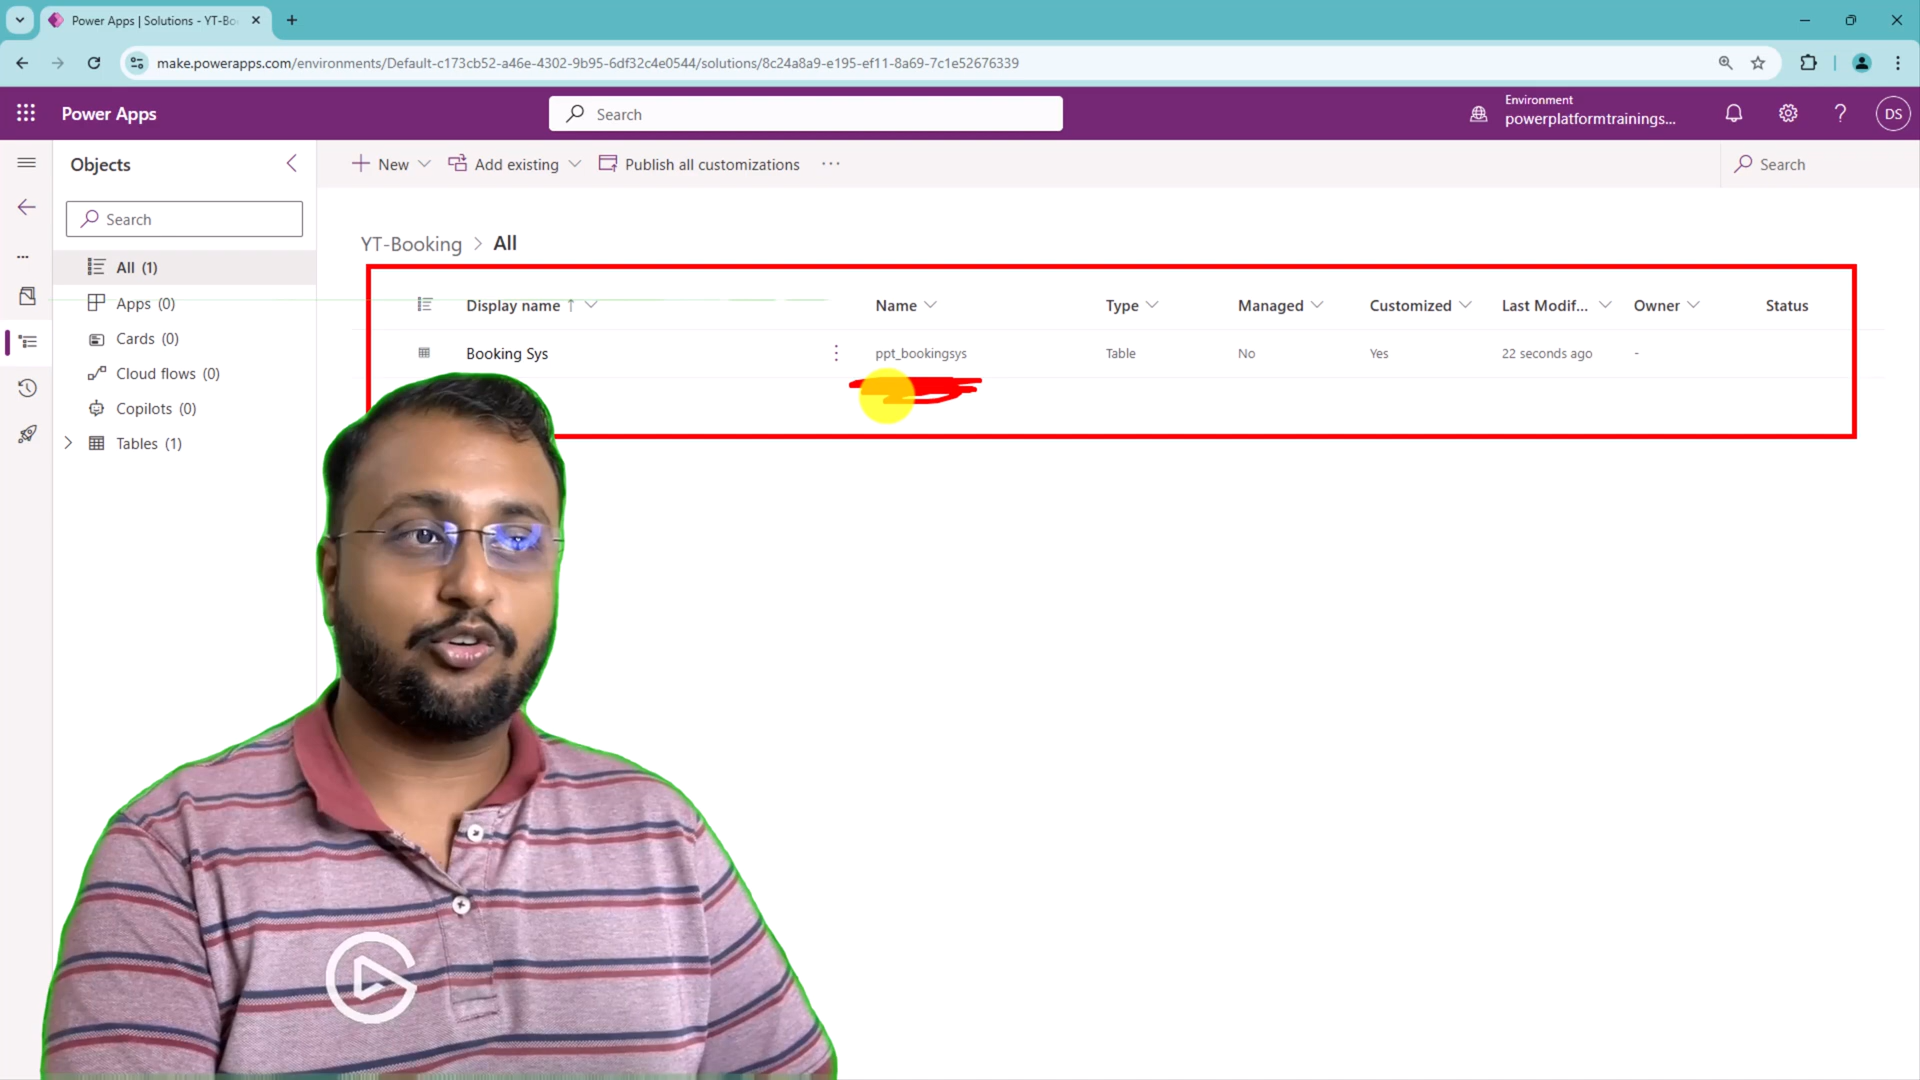 Power Apps | Solutions - YT-Bo
make.powerapps.com/environments/Default-c173cb52-a46e-4302-9b95-6df32c4e0544/solutions/8c24a8a9-e195-ef11-8a69-7c1e52676339
Power Apps
Search
Environment
powerplatformtrainings...
DS
Objects
New
Add existing
Publish all customizations
Search
Search
YT-Booking > All
All (1)
Apps (0)
Cards (0)
Cloud flows (0)
Copilots (0)
Tables (1)
Display name Name Type Managed Customized Last Modif... Owner Status
Booking Sys ppt_bookingsys Table No Yes 22 seconds ago -